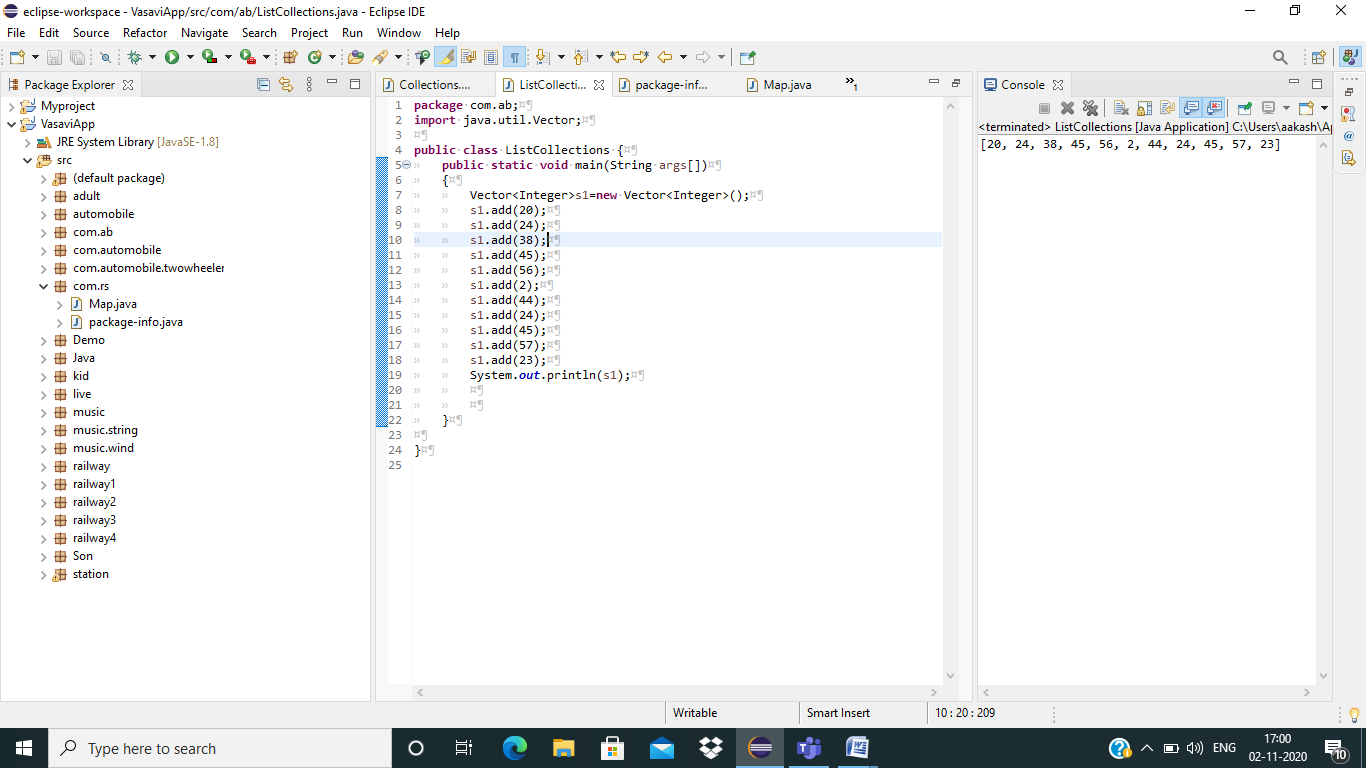 eclipse-workspace - VasaviApp/src/com/ab/ListCollections.java - Eclipse IDE
File Edit Source Refactor Navigate Search Project Run Window Help
Package Explorer
Myproject
VasaviApp
JRE System Library [JavaSE-1.8]
src
(default package)
adult
automobile
com.ab
com.automobile
com.automobile.twowheeler
com.rs
Map.java
package-info.java
Demo
Java
kid
live
music
music.string
music.wind
railway
railway1
railway2
railway3
railway4
Son
station
Collections.... ListCollecti... package-inf... Map.java »1
1 package com.ab;¤¶
2 import java.util.Vector;¤¶
3 ¤¶
4 public class ListCollections {¤¶
5 » public static void main(String args[])¤¶
6 » {¤¶
7 » » Vector<Integer>s1=new Vector<Integer>();¤¶
8 » » s1.add(20);¤¶
9 » » s1.add(24);¤¶
10 » » s1.add(38);¤¶
11 » » s1.add(45);¤¶
12 » » s1.add(56);¤¶
13 » » s1.add(2);¤¶
14 » » s1.add(44);¤¶
15 » » s1.add(24);¤¶
16 » » s1.add(45);¤¶
17 » » s1.add(57);¤¶
18 » » s1.add(23);¤¶
19 » » System.out.println(s1);¤¶
20 » » ¤¶
21 » » ¤¶
22 » }¤¶
23 ¤¶
24 }¤¶
25
Console
<terminated> ListCollections [Java Application] C:\Users\aakash\Ap
[20, 24, 38, 45, 56, 2, 44, 24, 45, 57, 23]
Writable Smart Insert 10 : 20 : 209
Type here to search
ENG 17:00
02-11-2020 10